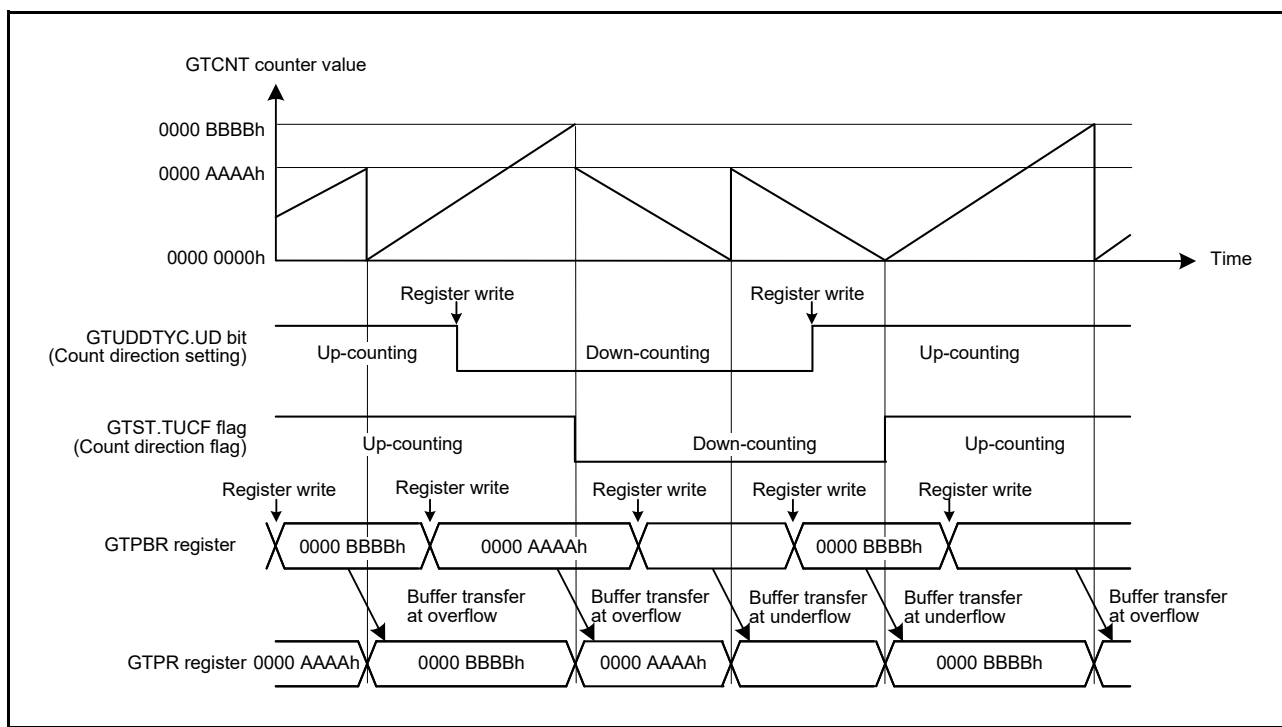 GTCNT counter value
0000 BBBBh
0000 AAAAh
0000 0000h
Time
Register write
Register write
GTUDDTYC.UD bit
(Count direction setting)
Up-counting
Down-counting
Up-counting
GTST.TUCF flag
(Count direction flag)
Up-counting
Down-counting
Up-counting
Register write
Register write
Register write
Register write
Register write
GTPBR register
0000 BBBBh
0000 AAAAh
0000 BBBBh
Buffer transfer
at overflow
Buffer transfer
at overflow
Buffer transfer
at underflow
Buffer transfer
at underflow
Buffer transfer
at overflow
GTPR register
0000 AAAAh
0000 BBBBh
0000 AAAAh
0000 BBBBh